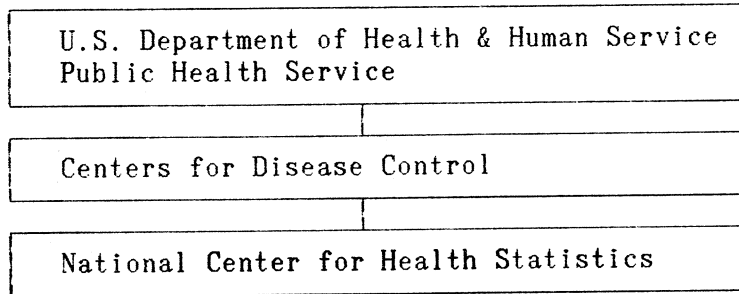 U.S. Department of Health & Human Service
Public Health Service
Centers for Disease Control
National Center for Health Statistics